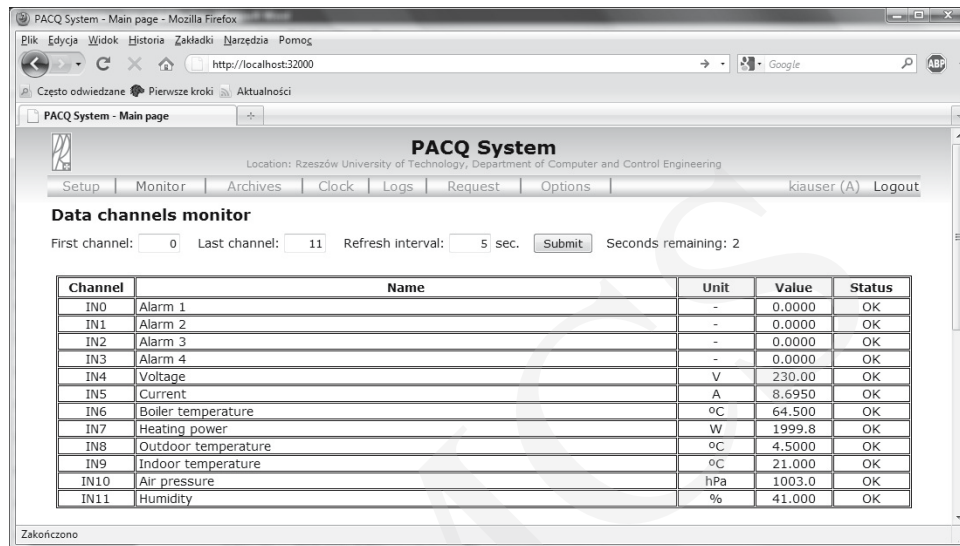 PACQ System - Main page - Mozilla Firefox
Plik Edycja Widok Historia Zakładki Narzędzia Pomoc
http://localhost:32000 Google ABP
Często odwiedzane Pierwsze kroki Aktualności
PACQ System - Main page
PACQ System
Location: Rzeszów University of Technology, Department of Computer and Control Engineering
Setup | Monitor | Archives | Clock | Logs | Request | Options | kiauser (A) Logout
Data channels monitor
First channel: 0 Last channel: 11 Refresh interval: 5 sec. Submit Seconds remaining: 2
Channel Name Unit Value Status
IN0 Alarm 1 - 0.0000 OK
IN1 Alarm 2 - 0.0000 OK
IN2 Alarm 3 - 0.0000 OK
IN3 Alarm 4 - 0.0000 OK
IN4 Voltage V 230.00 OK
IN5 Current A 8.6950 OK
IN6 Boiler temperature ºC 64.500 OK
IN7 Heating power W 1999.8 OK
IN8 Outdoor temperature ºC 4.5000 OK
IN9 Indoor temperature ºC 21.000 OK
IN10 Air pressure hPa 1003.0 OK
IN11 Humidity % 41.000 OK
Zakończono